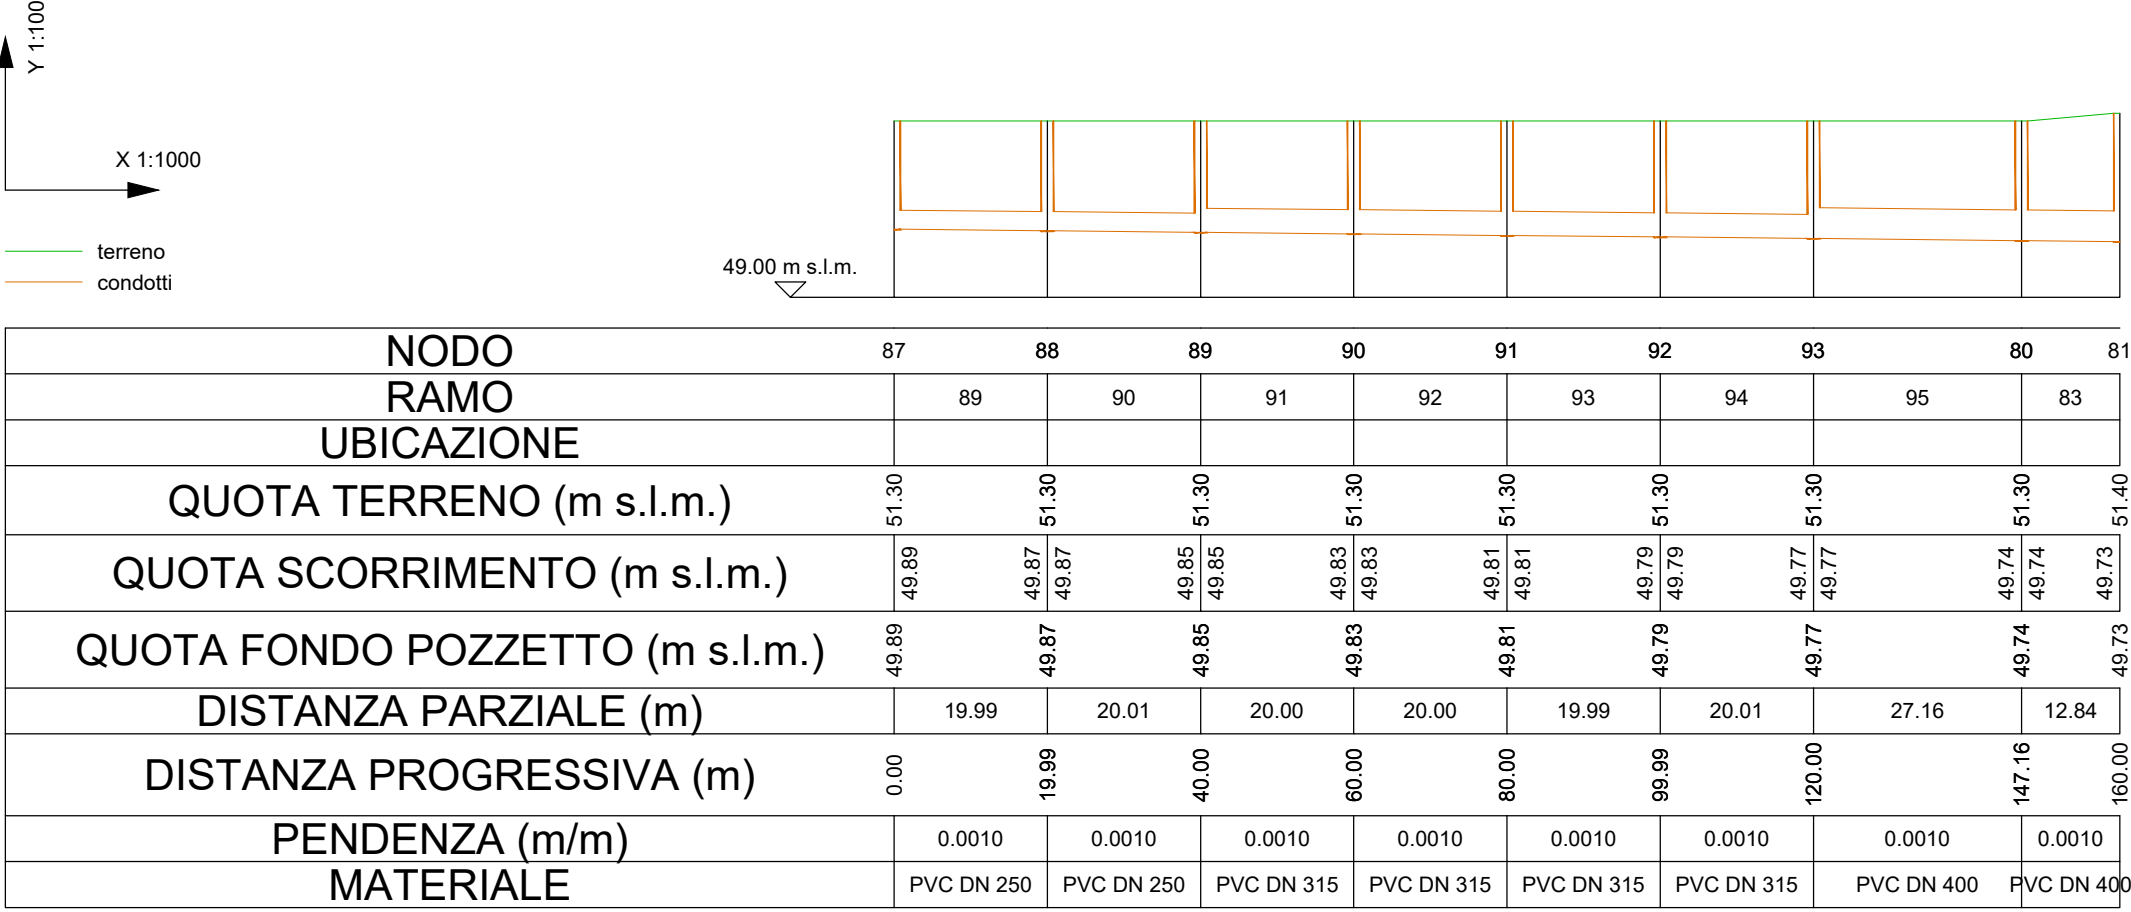 Y 1:100
X 1:1000
terreno
condotti
49.00 m s.l.m.
NODO 87 88 89 90 91 92 93 80 81
RAMO 89 90 91 92 93 94 95 83
UBICAZIONE
QUOTA TERRENO (m s.l.m.) 51.30 51.30 51.30 51.30 51.30 51.30 51.30 51.30 51.40
QUOTA SCORRIMENTO (m s.l.m.) 49.89 49.87 49.87 49.85 49.85 49.83 49.83 49.81 49.81 49.79 49.79 49.77 49.77 49.74 49.74 49.73
QUOTA FONDO POZZETTO (m s.l.m.) 49.89 49.87 49.85 49.83 49.81 49.79 49.77 49.74 49.73
DISTANZA PARZIALE (m) 19.99 20.01 20.00 20.00 19.99 20.01 27.16 12.84
DISTANZA PROGRESSIVA (m) 0.00 19.99 40.00 60.00 80.00 99.99 120.00 147.16 160.00
PENDENZA (m/m) 0.0010 0.0010 0.0010 0.0010 0.0010 0.0010 0.0010 0.0010
MATERIALE PVC DN 250 PVC DN 250 PVC DN 315 PVC DN 315 PVC DN 315 PVC DN 315 PVC DN 400 PVC DN 400